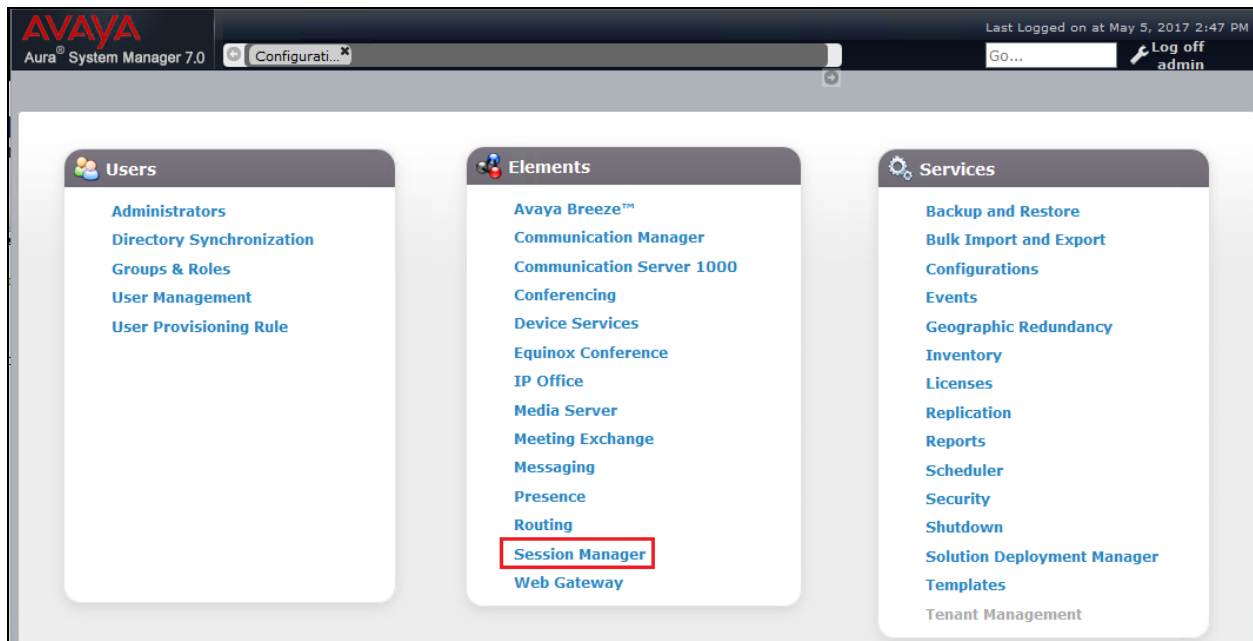 AVAYA
Last Logged on at May 5, 2017 2:47 PM
Aura® System Manager 7.0
Configurati...
Go...
Log off
admin
Users
Administrators
Directory Synchronization
Groups & Roles
User Management
User Provisioning Rule
Elements
Avaya Breeze™
Communication Manager
Communication Server 1000
Conferencing
Device Services
Equinox Conference
IP Office
Media Server
Meeting Exchange
Messaging
Presence
Routing
Session Manager
Web Gateway
Services
Backup and Restore
Bulk Import and Export
Configurations
Events
Geographic Redundancy
Inventory
Licenses
Replication
Reports
Scheduler
Security
Shutdown
Solution Deployment Manager
Templates
Tenant Management